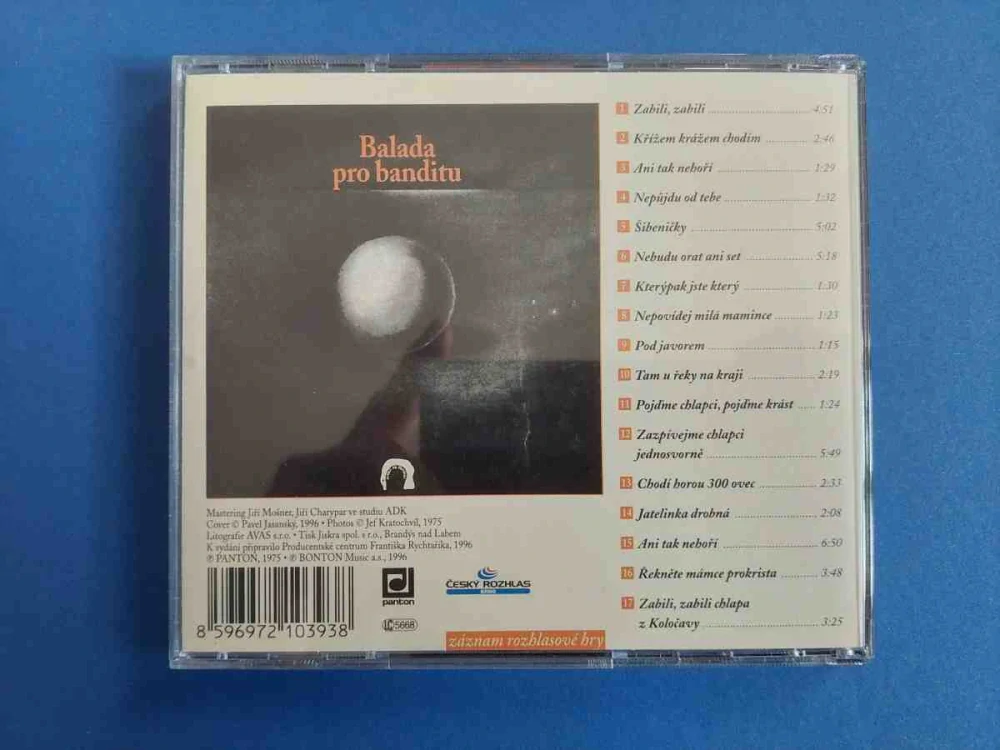 Balada
pro banditu
1 Zabili, zabili 4:51
2 Křížem krážem chodím 2:46
3 Ani tak nehoří 1:29
4 Nepůjdu od tebe 1:32
5 Šibeničky 5:02
6 Nebudu orat ani set 5:18
7 Kterýpak jste který 1:30
8 Nepovídej milá mamince 1:23
9 Pod javorem 1:15
10 Tam u řeky na kraji 2:19
11 Pojďme chlapci, pojďme krást 1:24
12 Zazpívejme chlapci
jednosvorně 5:49
13 Chodí horou 300 ovec 2:33
14 Jatelinka drobná 2:08
15 Ani tak nehoří 6:50
16 Řekněte mámce prokrista 3:48
17 Zabili, zabili chlapa
z Koločavy 3:25
Mastering Jiří Mošner, Jiří Charypar ve studiu ADK
Cover © Pavel Jasanský, 1996 • Photos © Jef Kratochvil, 1975
Litografie AVAS s.r.o. • Tisk Jiskra spol. s r.o., Brandýs nad Labem
K vydání připravilo Producentské centrum Františka Rychtaříka, 1996
℗ PANTON, 1975 • ℗ BONTON Music a.s., 1996
8 596972 103938
panton
LC 5668
ČESKÝ ROZHLAS
BRNO
záznam rozhlasové hry